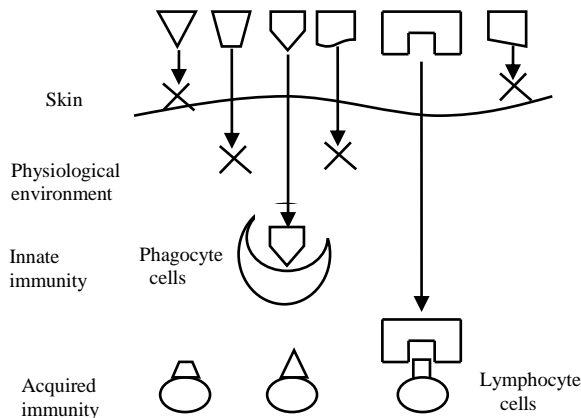 Skin
Physiological
environment
Innate
immunity
Phagocyte
cells
Acquired
immunity
Lymphocyte
cells